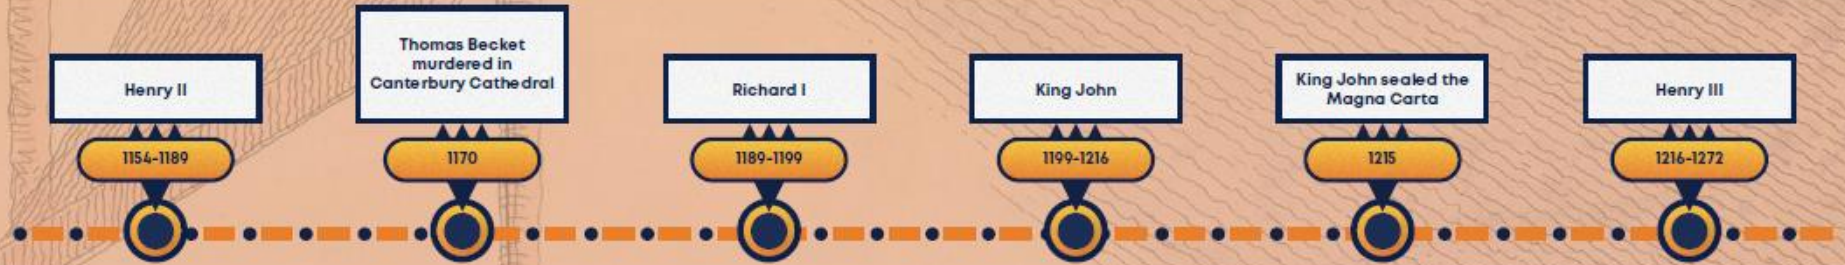 Henry II
1154-1189
Thomas Becket
murdered in
Canterbury Cathedral
1170
Richard I
1189-1199
King John
1199-1216
King John sealed the
Magna Carta
1215
Henry III
1216-1272